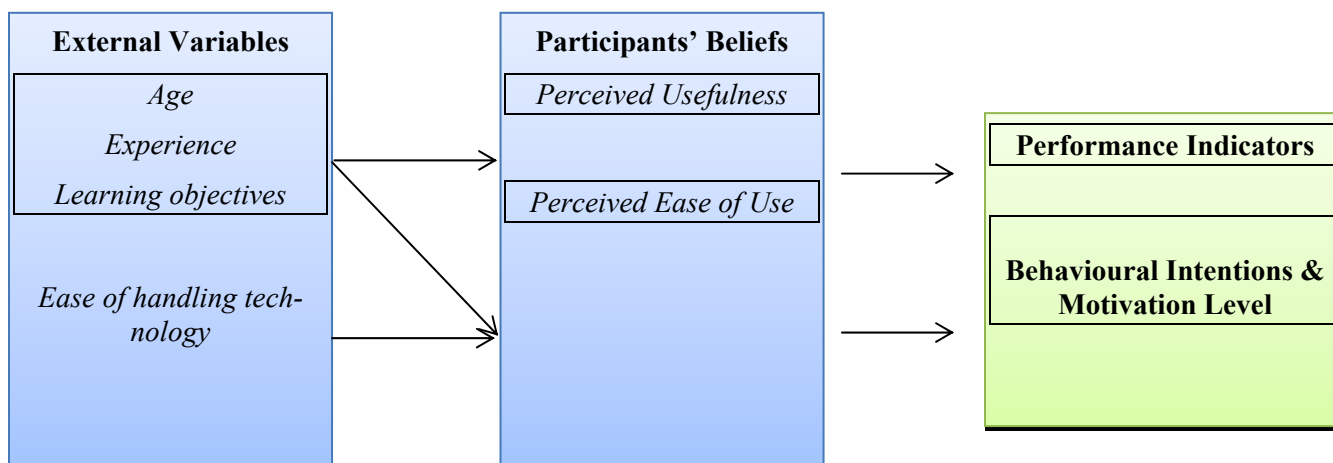 External Variables
Age
Experience
Learning objectives
Ease of handling tech-
nology
Participants’ Beliefs
Perceived Usefulness
Perceived Ease of Use
Performance Indicators
Behavioural Intentions &
Motivation Level